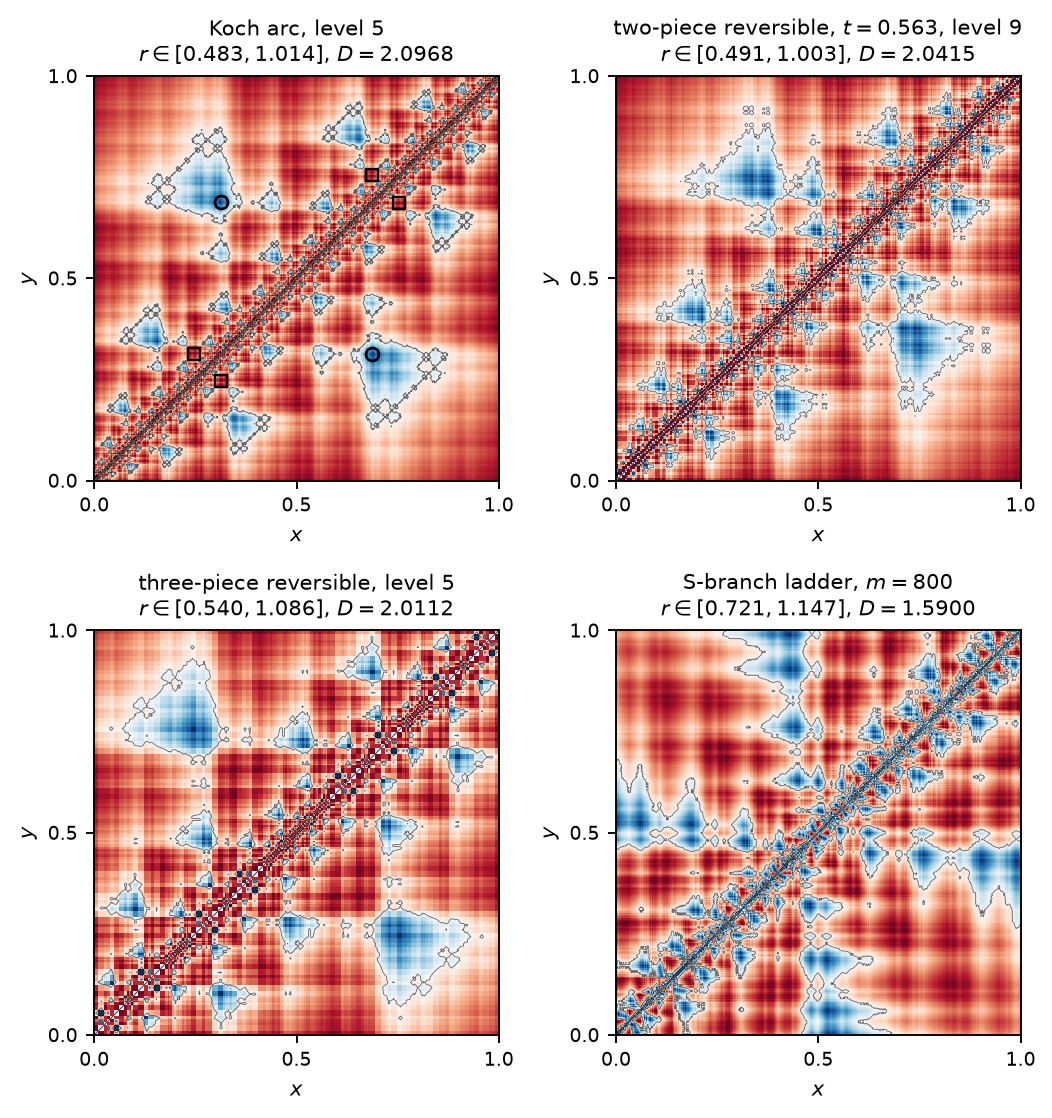 Koch arc, level 5
r ∈ [0.483, 1.014], D = 2.0968
1.0
0.5
0.0
y
0.0 0.5 1.0
x
two-piece reversible, t = 0.563, level 9
r ∈ [0.491, 1.003], D = 2.0415
1.0
0.5
0.0
y
0.0 0.5 1.0
x
three-piece reversible, level 5
r ∈ [0.540, 1.086], D = 2.0112
1.0
0.5
0.0
y
0.0 0.5 1.0
x
S-branch ladder, m = 800
r ∈ [0.721, 1.147], D = 1.5900
1.0
0.5
0.0
y
0.0 0.5 1.0
x